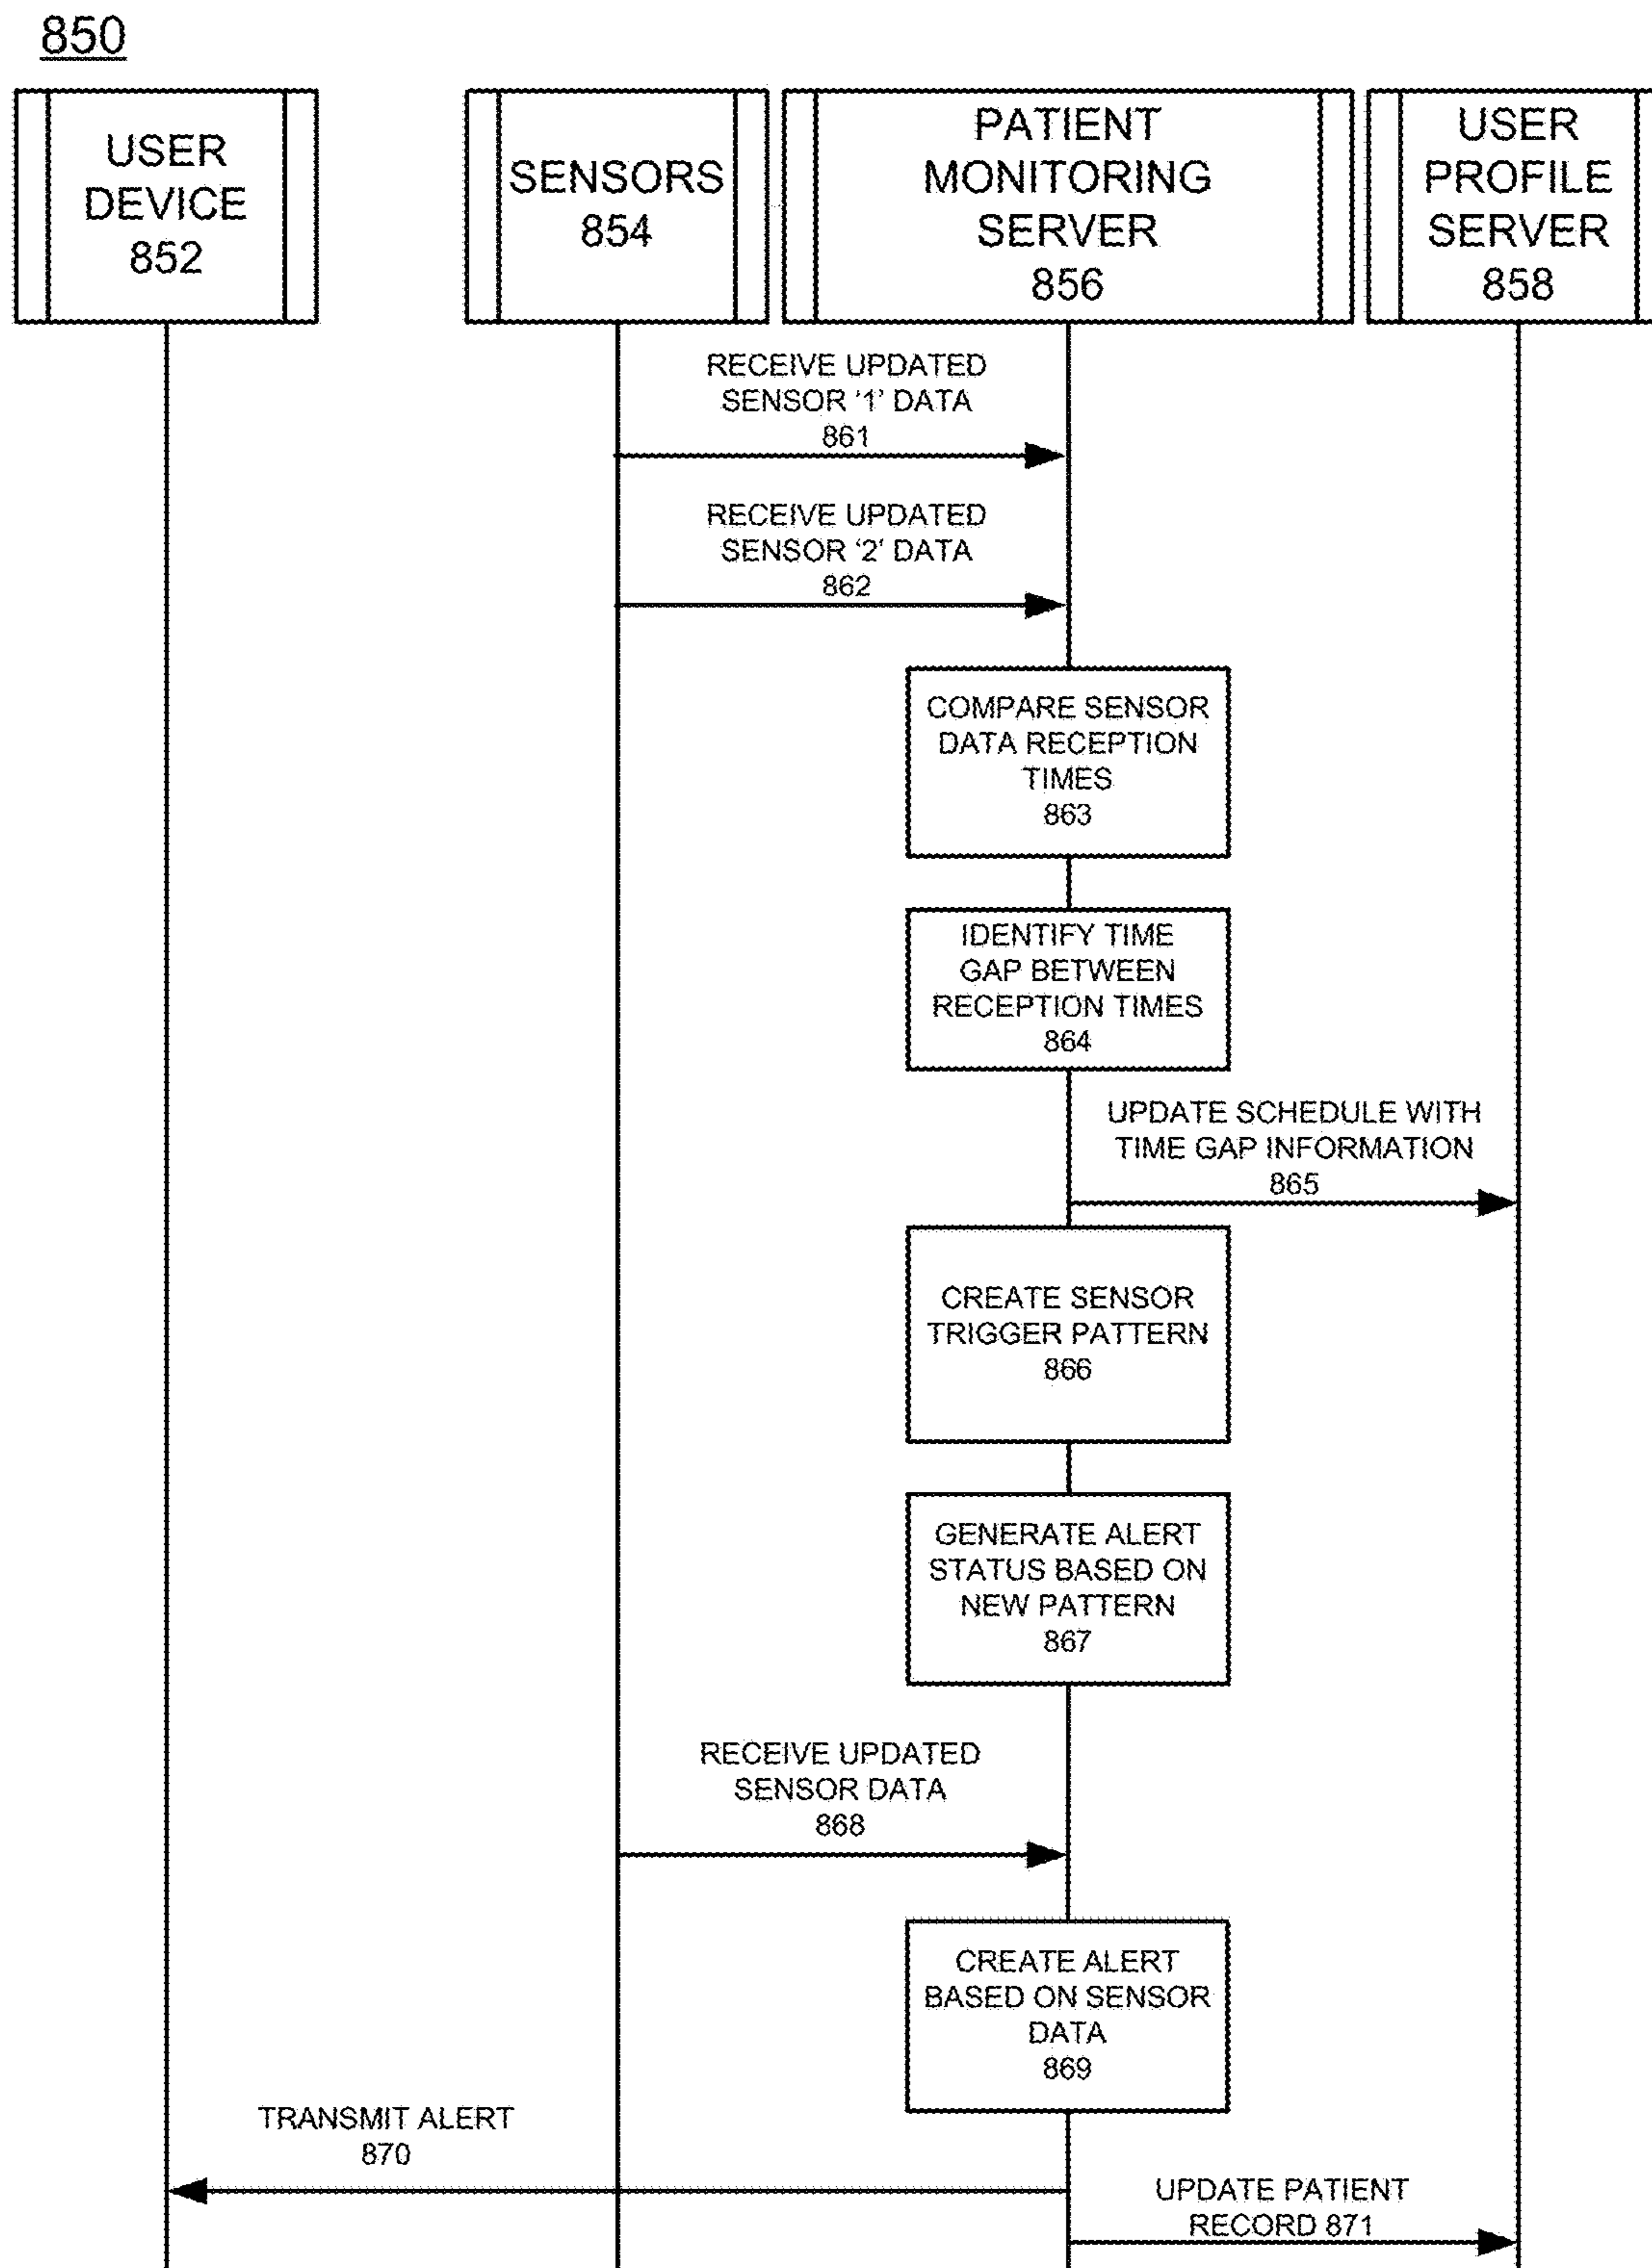 850
USER
DEVICE
852
SENSORS
854
PATIENT
MONITORING
SERVER
856
USER
PROFILE
SERVER
858
RECEIVE UPDATED
SENSOR ‘1’ DATA
861
RECEIVE UPDATED
SENSOR ‘2’ DATA
862
COMPARE SENSOR
DATA RECEPTION
TIMES
863
IDENTIFY TIME
GAP BETWEEN
RECEPTION TIMES
864
UPDATE SCHEDULE WITH
TIME GAP INFORMATION
865
CREATE SENSOR
TRIGGER PATTERN
866
GENERATE ALERT
STATUS BASED ON
NEW PATTERN
867
RECEIVE UPDATED
SENSOR DATA
868
CREATE ALERT
BASED ON SENSOR
DATA
869
TRANSMIT ALERT
870
UPDATE PATIENT
RECORD 871